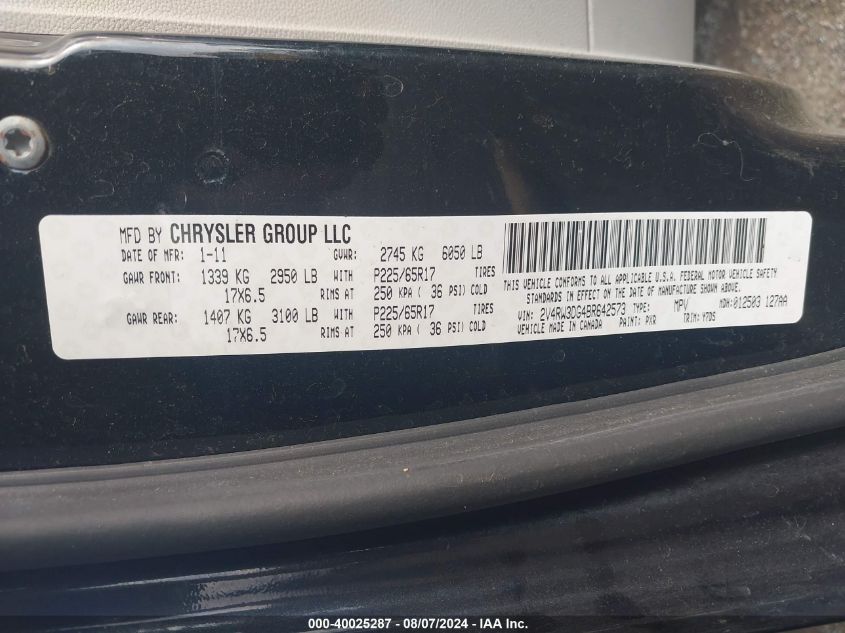 MFD BY CHRYSLER GROUP LLC
DATE OF MFR: 1-11 GVWR: 2745 KG 6050 LB
GAWR FRONT: 1339 KG 2950 LB WITH P225/65R17 TIRES
17X6.5 RIMS AT 250 KPA ( 36 PSI) COLD
GAWR REAR: 1407 KG 3100 LB WITH P225/65R17 TIRES
17X6.5 RIMS AT 250 KPA ( 36 PSI) COLD
THIS VEHICLE CONFORMS TO ALL APPLICABLE U.S.A. FEDERAL MOTOR VEHICLE SAFETY
STANDARDS IN EFFECT ON THE DATE OF MANUFACTURE SHOWN ABOVE.
VIN: 2V4RW3DG4BR642573 TYPE: MPV MDH:012503 127AA
VEHICLE MADE IN CANADA PAINT: PXR TRIM: Y7DS
000-40025287 - 08/07/2024 - IAAI Inc.